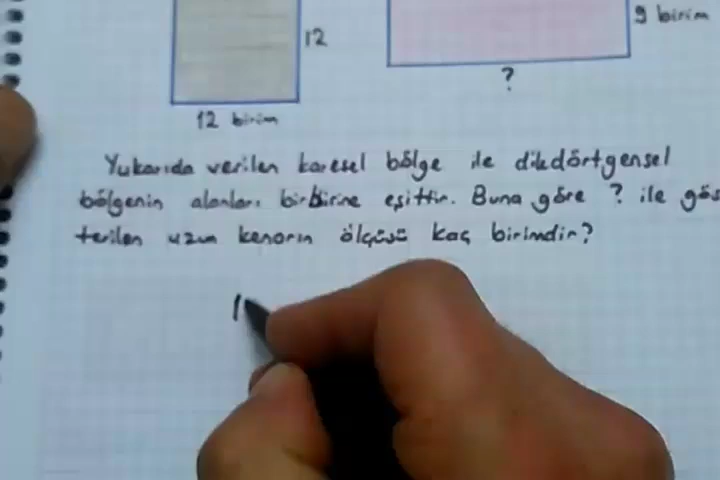 12
9 birim
?
12 birim
Yukarıda verilen karesel bölge ile dikdörtgensel
bölgenin alanları birbirine eşittir. Buna göre ? ile gös
terilen uzun kenarın ölçüsü kaç birimdir?
1